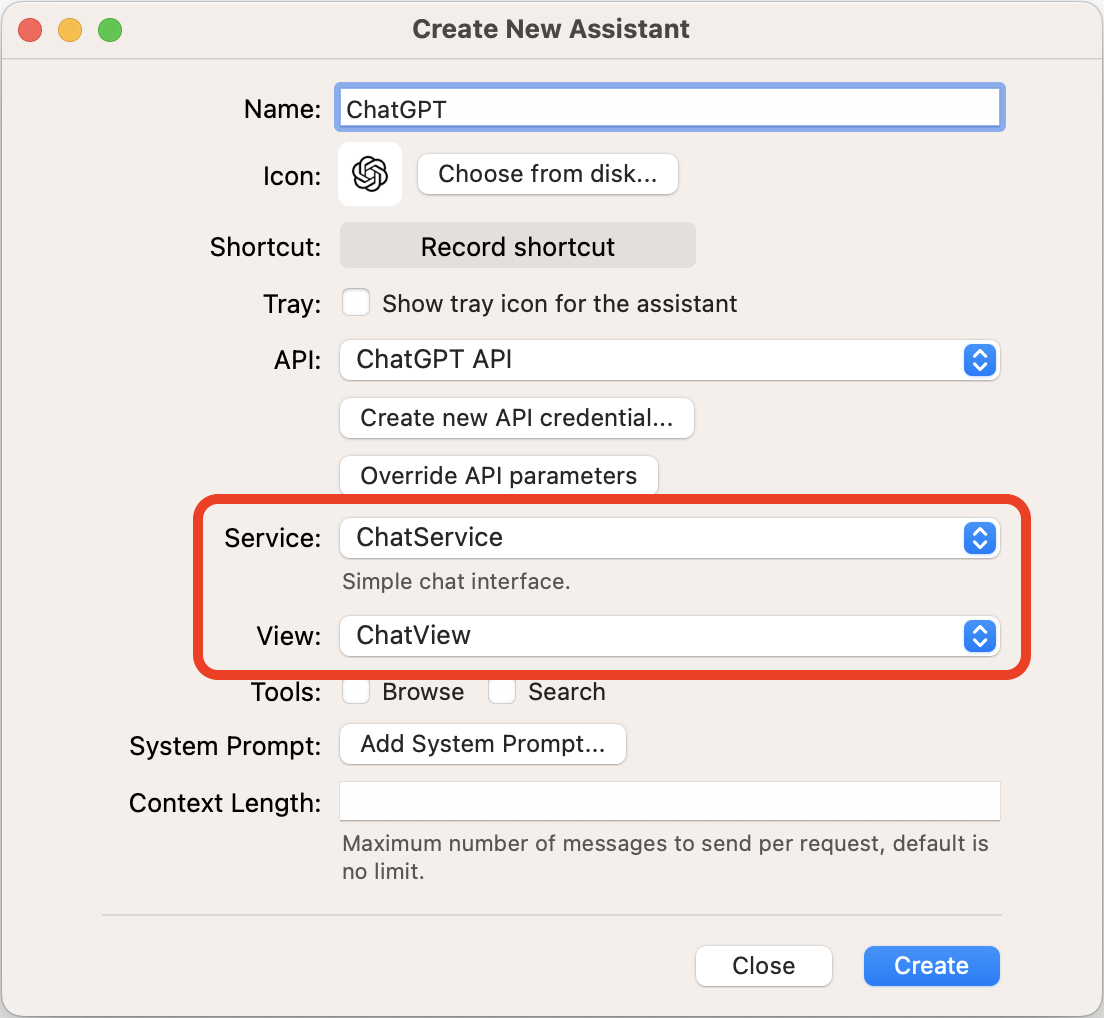 Create New Assistant
Name: ChatGPT
Icon: Choose from disk...
Shortcut: Record shortcut
Tray: Show tray icon for the assistant
API: ChatGPT API
Create new API credential...
Override API parameters
Service: ChatService
Simple chat interface.
View: ChatView
Tools: Browse Search
System Prompt: Add System Prompt...
Context Length:
Maximum number of messages to send per request, default is
no limit.
Close Create